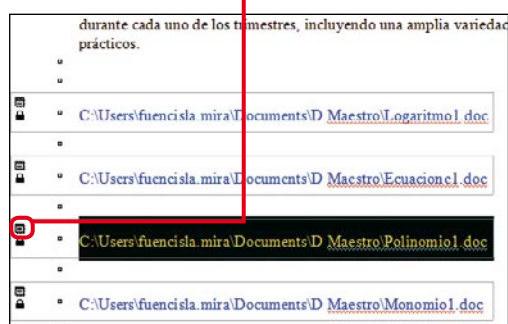 durante cada uno de los trimestres, incluyendo una amplia variedad
prácticos.
C:\Users\fuencisla.mira\Documents\D Maestro\Logaritmo1.doc
C:\Users\fuencisla.mira\Documents\D Maestro\Ecuacione1.doc
C:\Users\fuencisla.mira\Documents\D Maestro\Polinomio1.doc
C:\Users\fuencisla.mira\Documents\D Maestro\Monomio1.doc